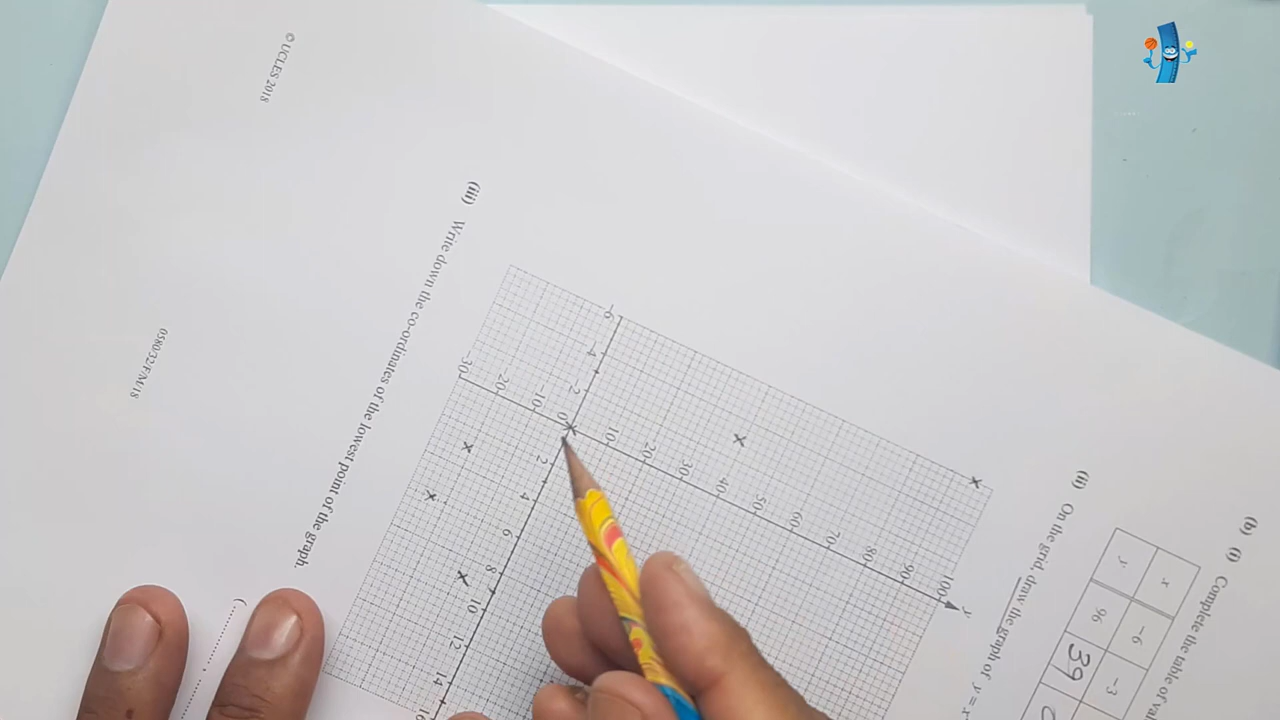 (b) (i) Complete the table of va
x -6 -3
y 96 39
(ii) On the grid, draw the graph of y = x
y
100
90
80
70
60
50
40
30
20
10
-6 -4 -2 0 2 4 6 8 10 12 14 16
-10
-20
-30
(iii) Write down the co-ordinates of the lowest point of the graph.
( ,
© UCLES 2018
0580/32/F/M/18